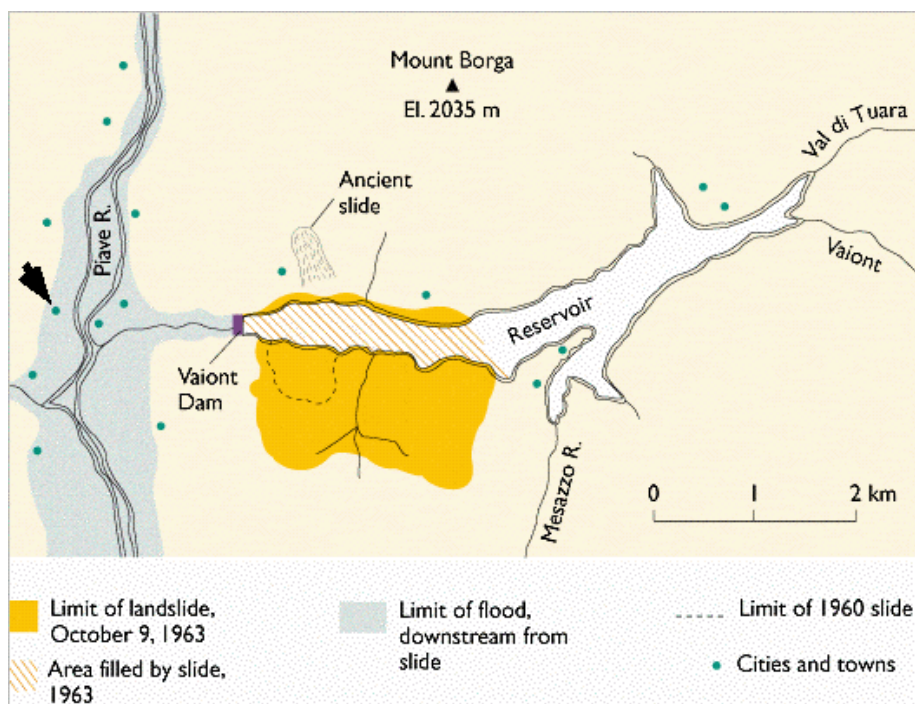 Mount Borga
El. 2035 m
Val di Tuara
Ancient
slide
Piave R.
Vaiont
Reservoir
Vaiont
Dam
Mesazzo R.
0 1 2 km
Limit of landslide,
October 9, 1963
Area filled by slide,
1963
Limit of flood,
downstream from
slide
Limit of 1960 slide
Cities and towns